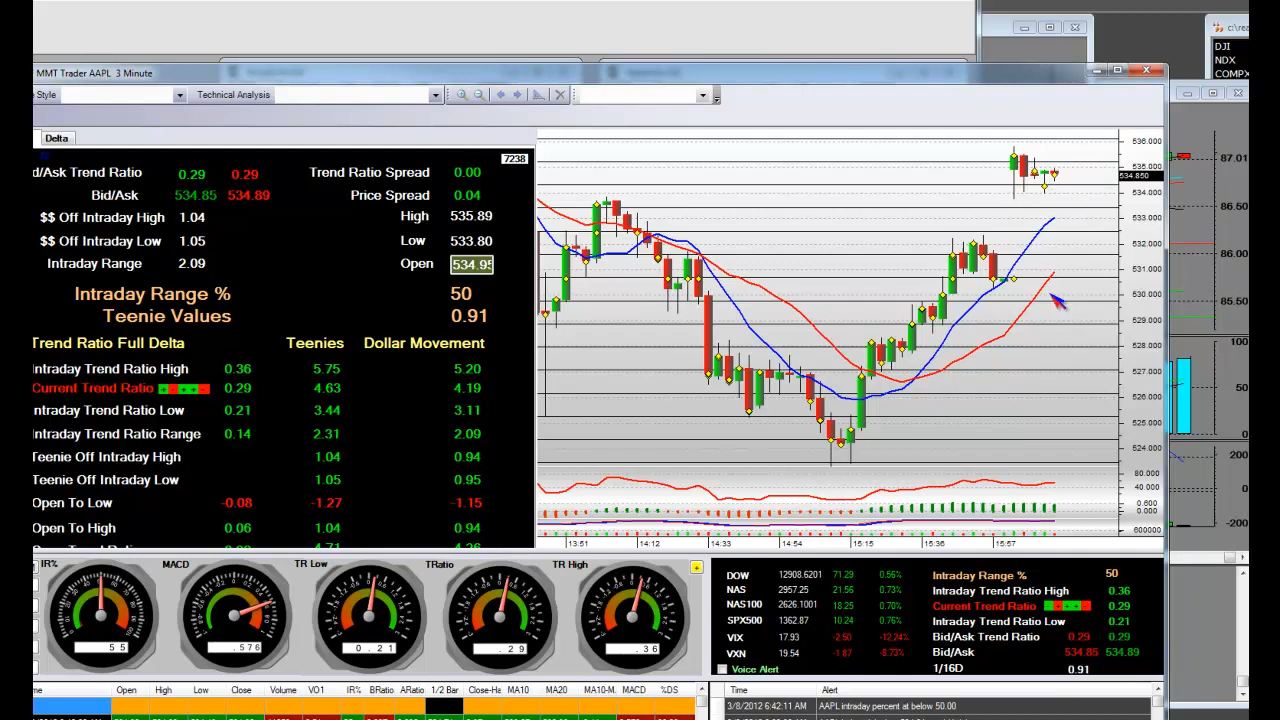 c:\rea
DJI
NDX
COMPX
MMT Trader AAPL 3 Minute
Style
Technical Analysis
Delta
7238
d/Ask Trend Ratio 0.29 0.29 Trend Ratio Spread 0.00
Bid/Ask 534.85 534.89 Price Spread 0.04
$$ Off Intraday High 1.04 High 535.89
$$ Off Intraday Low 1.05 Low 533.80
Intraday Range 2.09 Open 534.95
Intraday Range % 50
Teenie Values 0.91
Trend Ratio Full Delta Teenies Dollar Movement
Intraday Trend Ratio High 0.36 5.75 5.20
Current Trend Ratio + - + + - 0.29 4.63 4.19
Intraday Trend Ratio Low 0.21 3.44 3.11
Intraday Trend Ratio Range 0.14 2.31 2.09
Teenie Off Intraday High 1.04 0.94
Teenie Off Intraday Low 1.05 0.95
Open To Low -0.08 -1.27 -1.15
Open To High 0.06 1.04 0.94
536.000
535.000
534.850
534.000
533.000
532.000
531.000
530.000
529.000
528.000
527.000
526.000
525.000
524.000
80.000
40.000
0.600
0.000
600000
13:51 14:12 14:33 14:54 15:15 15:36 15:57
87.01
86.50
86.00
85.50
100
50
0
200
0
-200
IR% MACD TR Low TRatio TR High
55 .576 0.21 .29 .36
DOW 12908.6201 71.29 0.56%
NAS 2957.25 21.56 0.73%
NAS100 2626.1001 18.25 0.70%
SPX500 1362.87 10.24 0.76%
VIX 17.93 -2.50 -12.24%
VXN 19.54 -1.87 -8.73%
Voice Alert
Intraday Range % 50
Intraday Trend Ratio High 0.36
Current Trend Ratio + - + + - 0.29
Intraday Trend Ratio Low 0.21
Bid/Ask Trend Ratio 0.29 0.29
Bid/Ask 534.85 534.89
1/16D 0.91
me Open High Low Close Volume VO1 IR% BRatio ARatio 1/2 Bar Close-Ha MA10 MA20 MA10-M. MACD %DS
Time Alert
3/8/2012 6:42:11 AM AAPL intraday percent at below 50.00